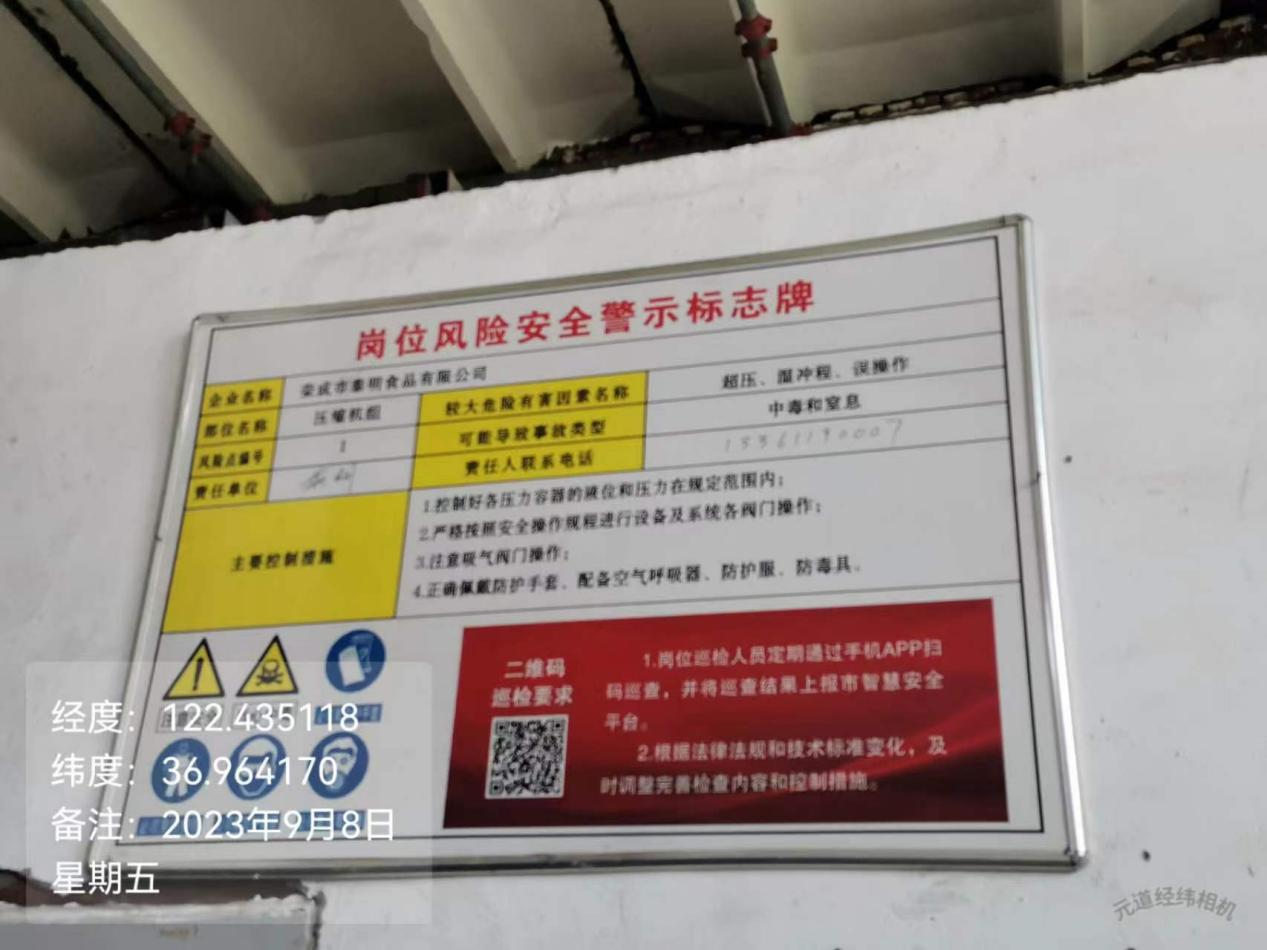 岗位风险安全警示标志牌
企业名称 荣成市泰明食品有限公司
部位名称 压缩机组 较大危险有害因素名称 超压、湿冲程、误操作
风险点编号 1 可能导致事故类型 中毒和窒息
责任单位 责任人联系电话 13361190007
主要控制措施
1.控制好各压力容器的液位和压力在规定范围内；
2.严格按照安全操作规程进行设备及系统各阀门操作；
3.注意吸气阀门操作；
4.正确佩戴防护手套、配备空气呼吸器、防护服、防毒具。
二维码
巡检要求
1.岗位巡检人员定期通过手机APP扫
码巡查，并将巡查结果上报市智慧安全
平台。
2.根据法律法规和技术标准变化，及
时调整完善检查内容和控制措施。
经度：122.435118
纬度：36.964170
备注：2023年9月8日
星期五
元道经纬相机